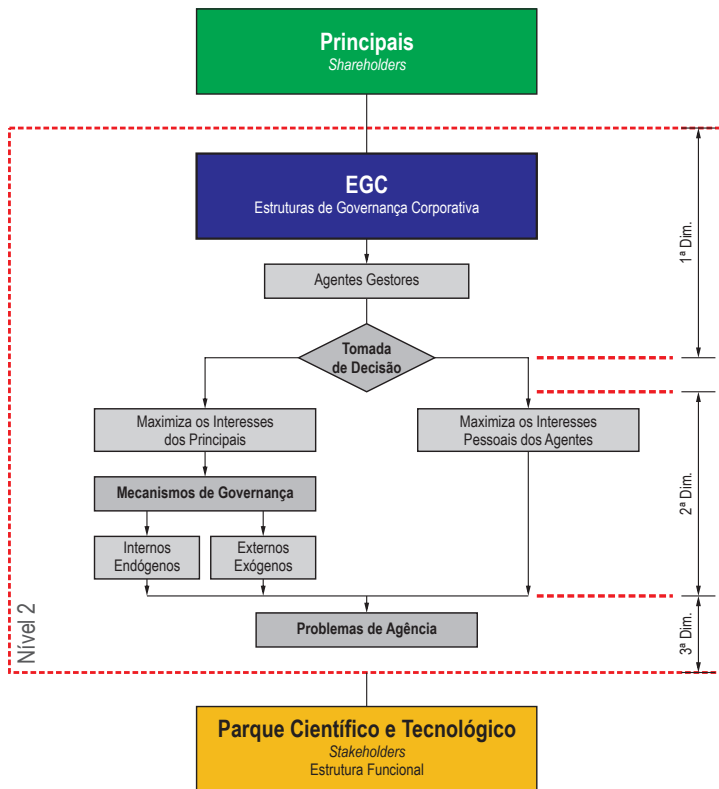 Principais
Shareholders
EGC
Estruturas de Governança Corporativa
Agentes Gestores
1ª Dim.
Tomada
de Decisão
Maximiza os Interesses
dos Principais
Maximiza os Interesses
Pessoais dos Agentes
Mecanismos de Governança
2ª Dim.
Internos
Endógenos
Externos
Exógenos
Problemas de Agência
3ª Dim.
Nível 2
Parque Científico e Tecnológico
Stakeholders
Estrutura Funcional